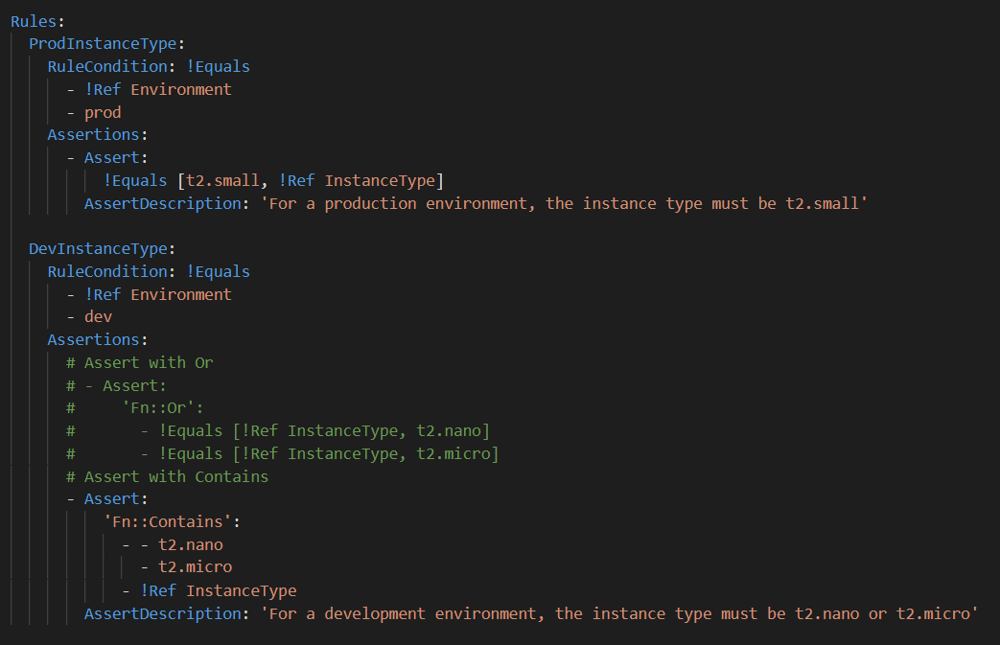 Rules:
  ProdInstanceType:
    RuleCondition: !Equals
      - !Ref Environment
      - prod
    Assertions:
      - Assert:
          !Equals [t2.small, !Ref InstanceType]
        AssertDescription: 'For a production environment, the instance type must be t2.small'

  DevInstanceType:
    RuleCondition: !Equals
      - !Ref Environment
      - dev
    Assertions:
      # Assert with Or
      # - Assert:
      #     'Fn::Or':
      #       - !Equals [!Ref InstanceType, t2.nano]
      #       - !Equals [!Ref InstanceType, t2.micro]
      # Assert with Contains
      - Assert:
          'Fn::Contains':
            - - t2.nano
              - t2.micro
            - !Ref InstanceType
        AssertDescription: 'For a development environment, the instance type must be t2.nano or t2.micro'